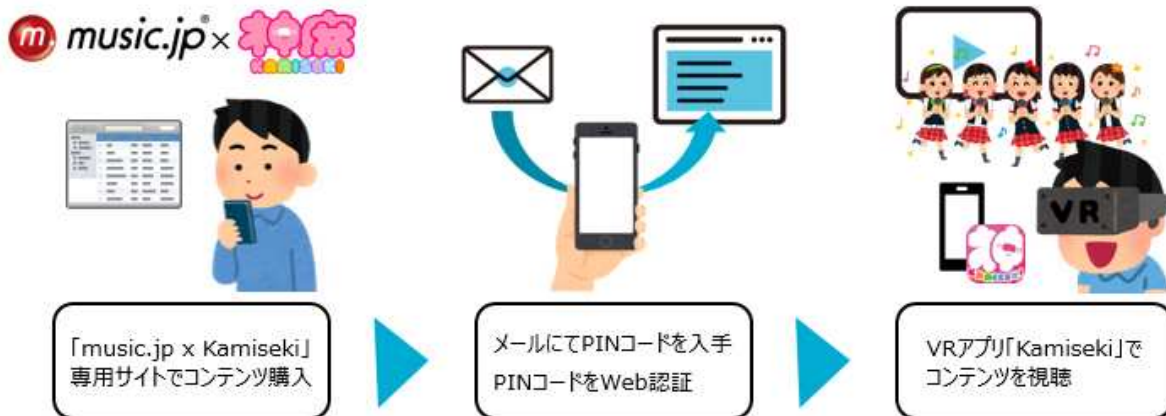 m. music.jp® × 神席
KAMISEKI
VR
KAMISEKI
「music.jp x Kamiseki」
専用サイトでコンテンツ購入
メールにてPINコードを入手
PINコードをWeb認証
VRアプリ「Kamiseki」で
コンテンツを視聴